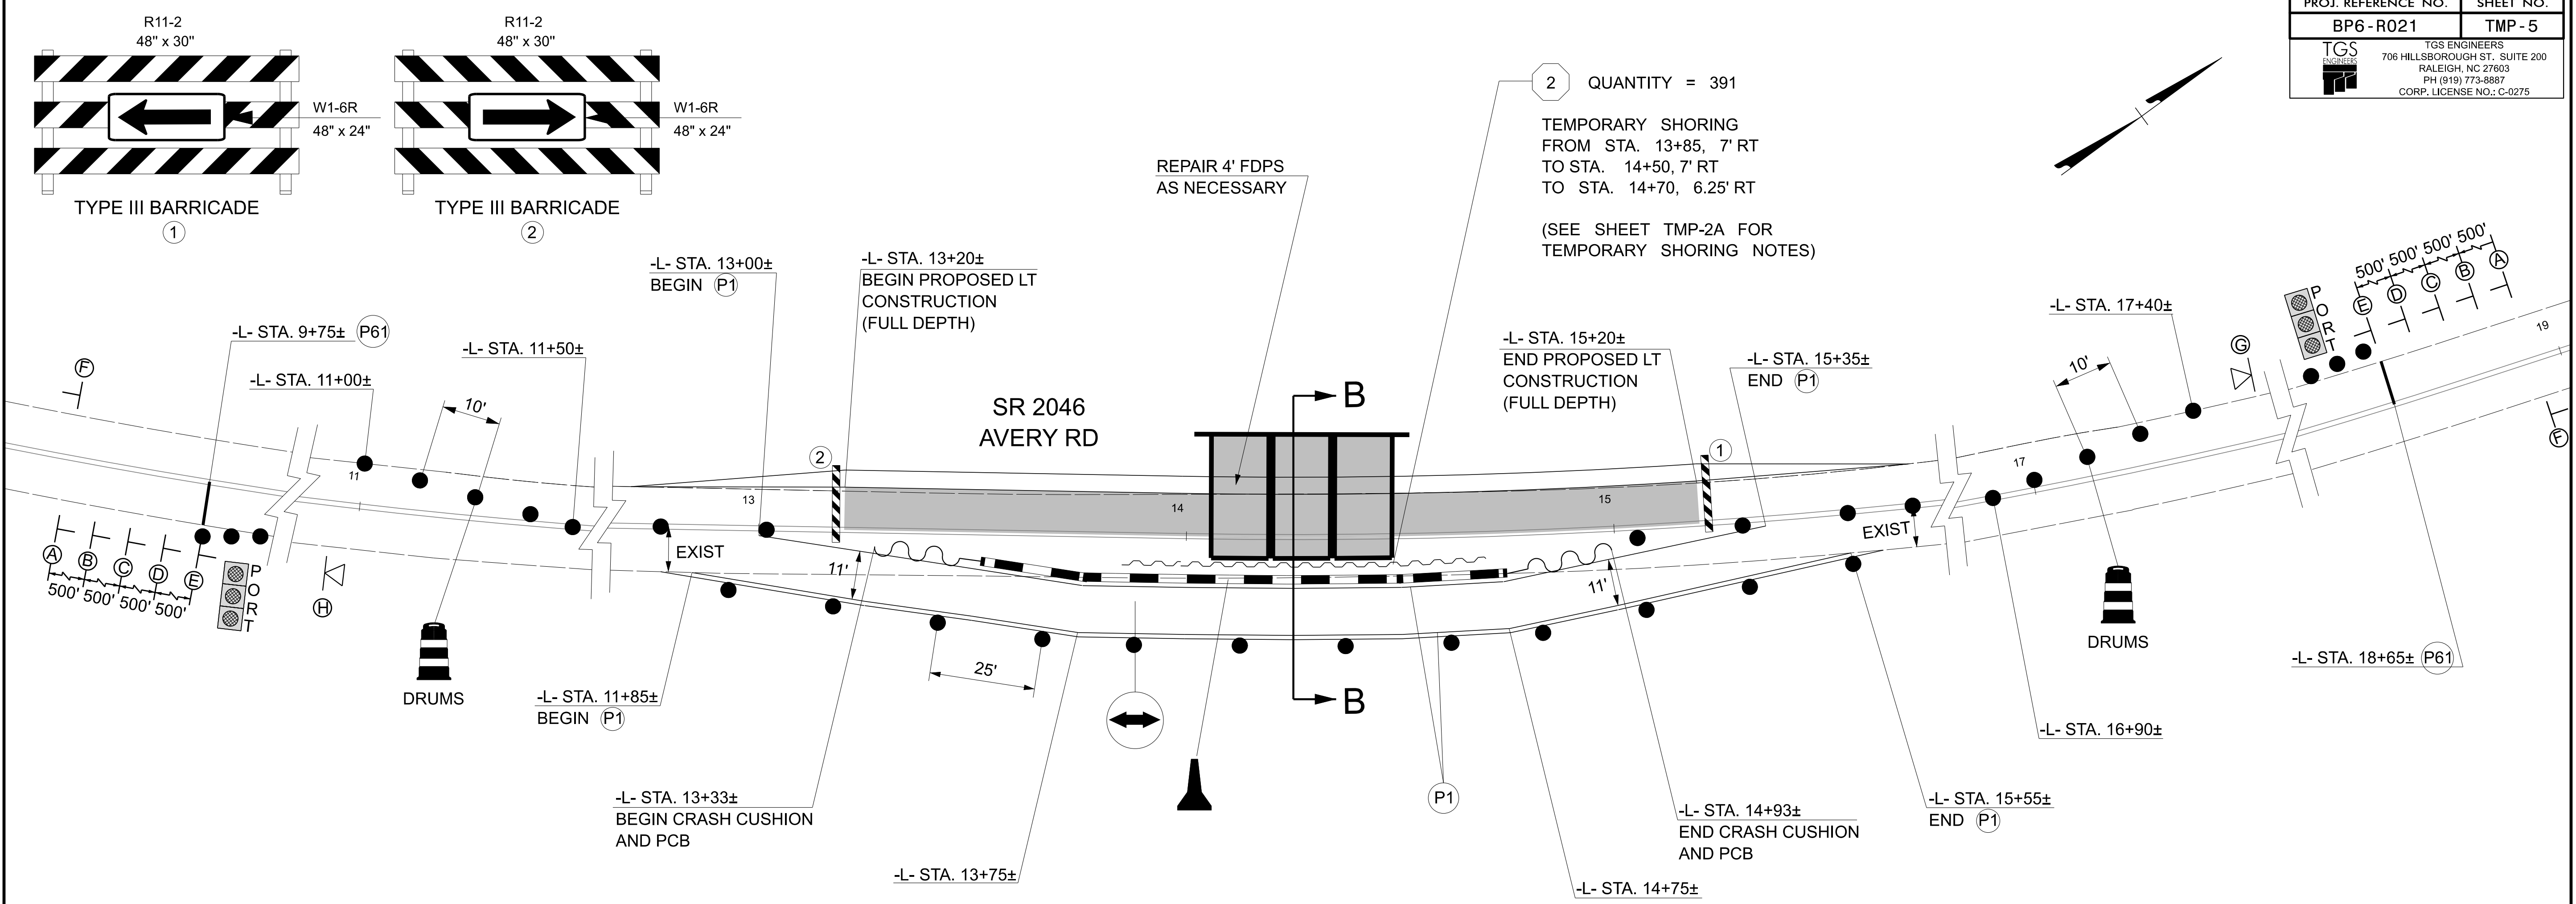 PROJ. REFERENCE NO.
SHEET NO.
BP6-R021
TMP-5
TGS
ENGINEERS
TGS ENGINEERS
706 HILLSBOROUGH ST. SUITE 200
RALEIGH, NC 27603
PH (919) 773-8887
CORP. LICENSE NO.: C-0275
R11-2
48" x 30"
W1-6R
48" x 24"
TYPE III BARRICADE
1
R11-2
48" x 30"
W1-6R
48" x 24"
TYPE III BARRICADE
2
2 QUANTITY = 391
TEMPORARY SHORING
FROM STA. 13+85, 7' RT
TO STA. 14+50, 7' RT
TO STA. 14+70, 6.25' RT
(SEE SHEET TMP-2A FOR
TEMPORARY SHORING NOTES)
REPAIR 4' FDPS
AS NECESSARY
-L- STA. 13+00±
BEGIN P1
-L- STA. 13+20±
BEGIN PROPOSED LT
CONSTRUCTION
(FULL DEPTH)
-L- STA. 9+75± P61
-L- STA. 11+50±
-L- STA. 11+00±
F
10'
SR 2046
AVERY RD
B
-L- STA. 15+20±
END PROPOSED LT
CONSTRUCTION
(FULL DEPTH)
-L- STA. 15+35±
END P1
-L- STA. 17+40±
10'
G
PORT
500' 500' 500' 500'
E D C B A
19
F
11
13
14
15
17
2
1
EXIST
EXIST
11'
11'
A B C D E
500' 500' 500' 500'
PORT
H
DRUMS
25'
B
DRUMS
-L- STA. 18+65± P61
-L- STA. 11+85±
BEGIN P1
-L- STA. 16+90±
-L- STA. 13+33±
BEGIN CRASH CUSHION
AND PCB
P1
-L- STA. 14+93±
END CRASH CUSHION
AND PCB
-L- STA. 15+55±
END P1
-L- STA. 13+75±
-L- STA. 14+75±